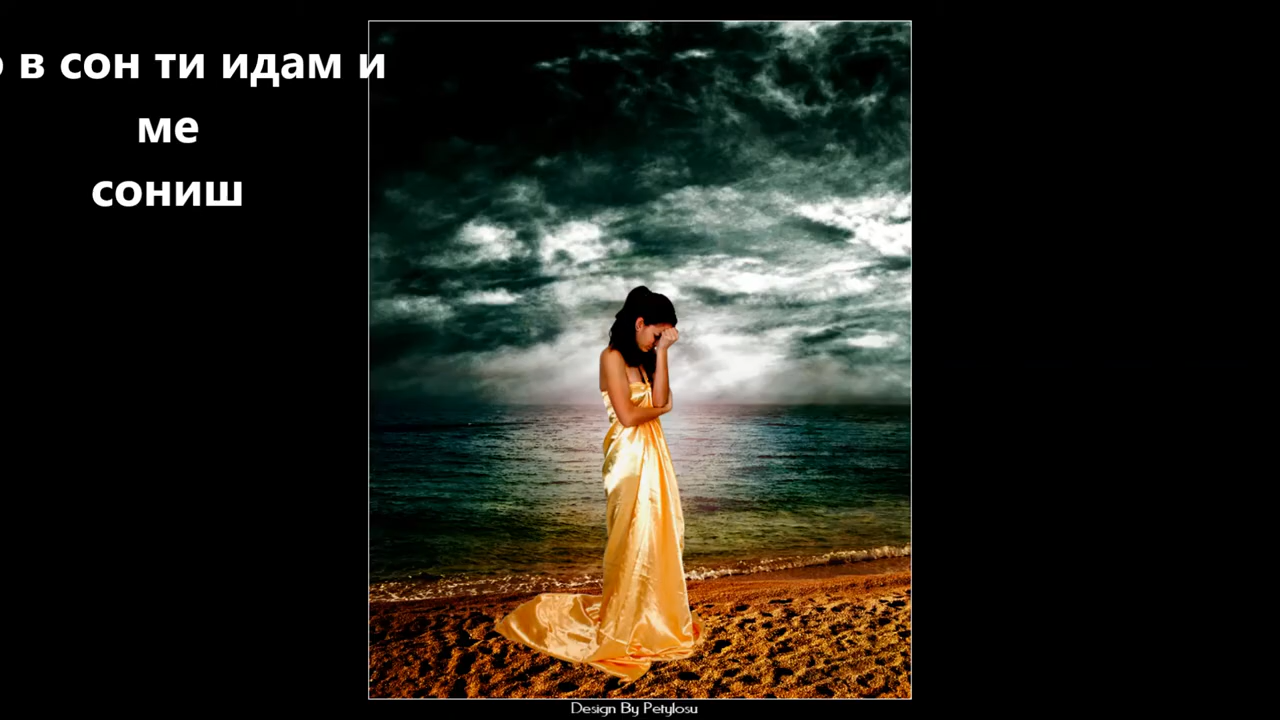 в сон ти идам и
ме
сониш
Design By Petylosu